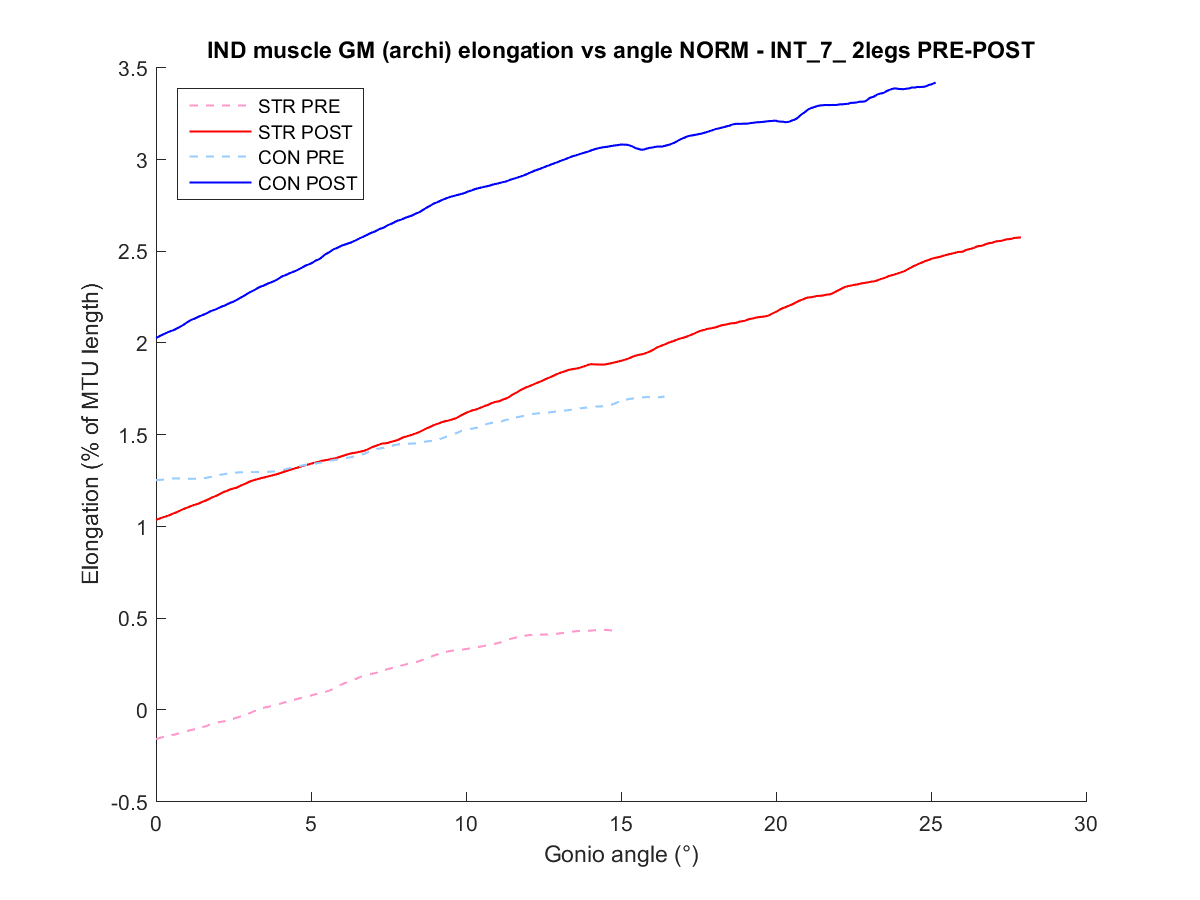 IND muscle GM (archi) elongation vs angle NORM - INT_7_ 2legs PRE-POST
3.5
3
2.5
2
1.5
1
0.5
0
-0.5
STR PRE
STR POST
CON PRE
CON POST
Elongation (% of MTU length)
0 5 10 15 20 25 30
Gonio angle (°)